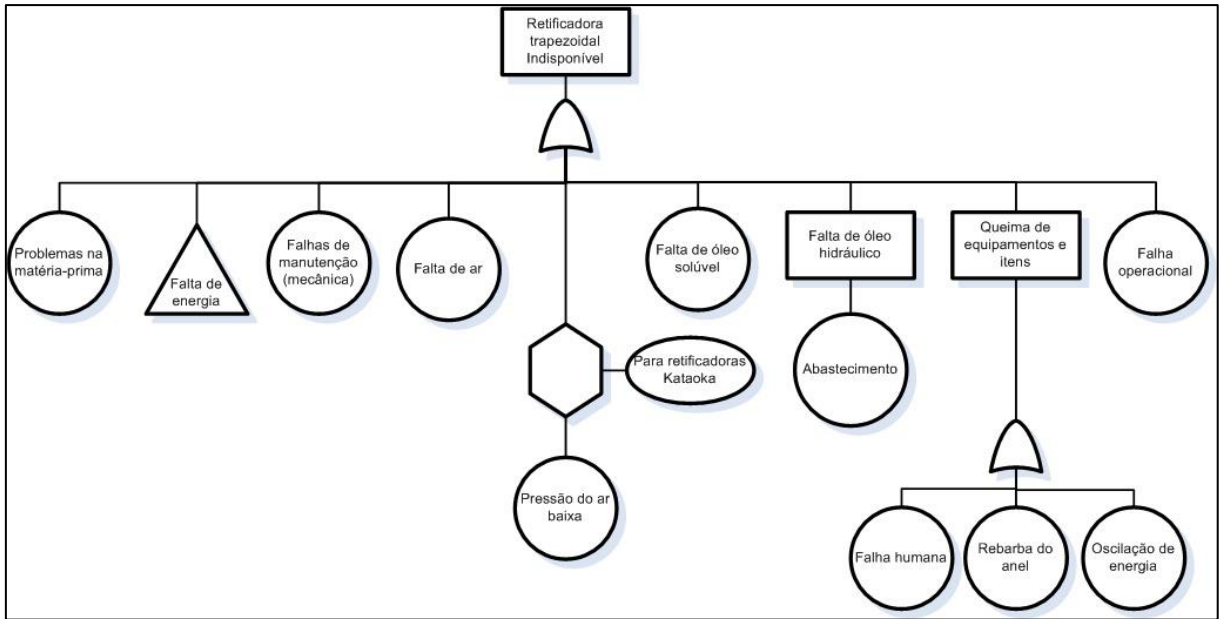 Retificadora
trapezoidal
Indisponível
Problemas na
matéria-prima
Falta de
energia
Falhas de
manutenção
(mecânica)
Falta de ar
Falta de óleo
solúvel
Falta de óleo
hidráulico
Queima de
equipamentos e
itens
Falha
operacional
Para retificadoras
Kataoka
Abastecimento
Pressão do ar
baixa
Falha humana
Rebarba do
anel
Oscilação de
energia